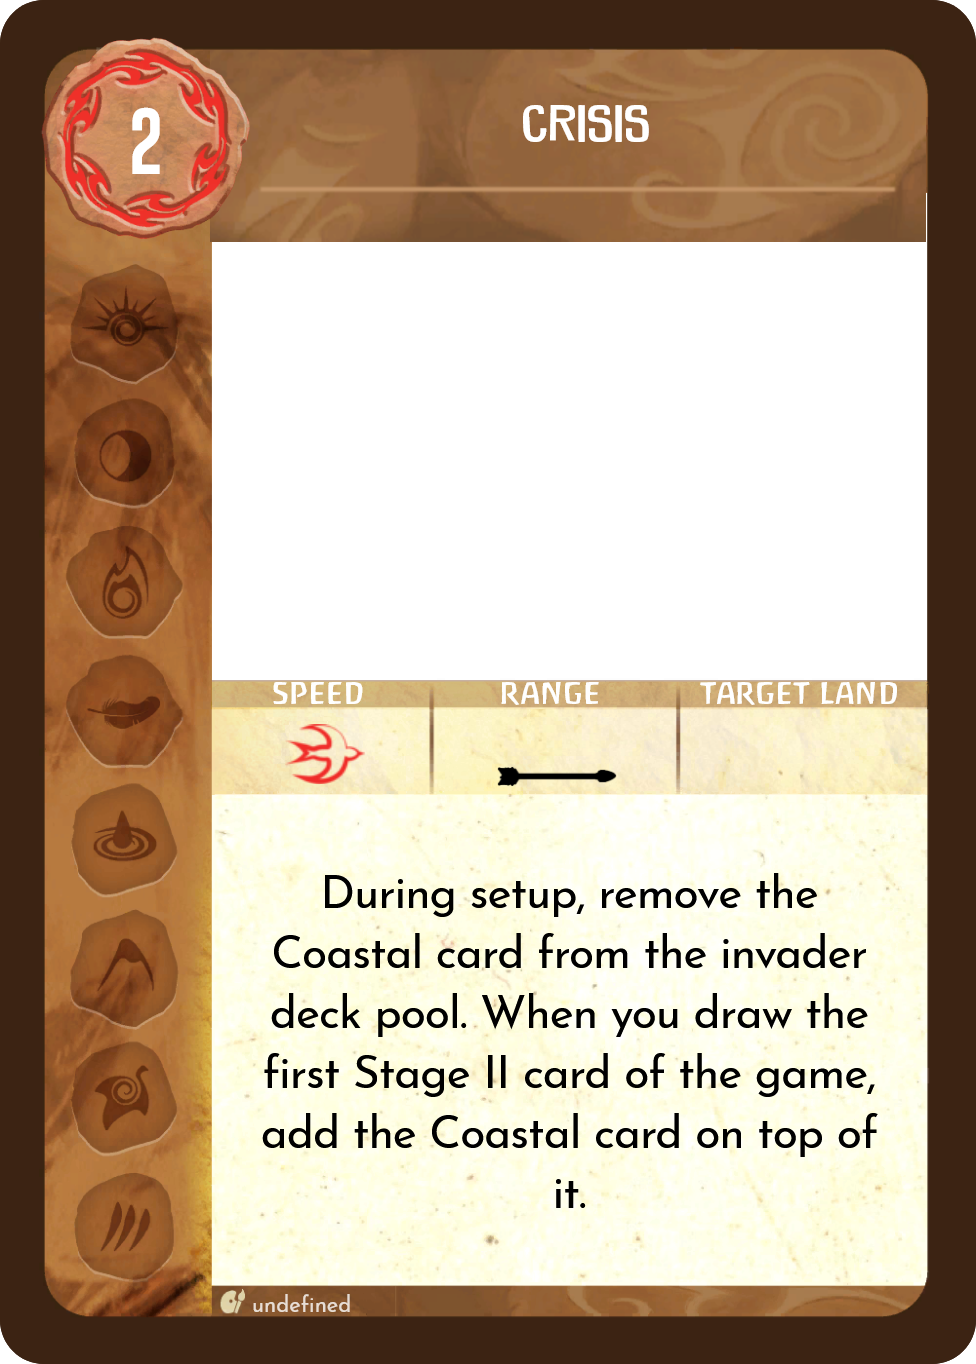 2
CRISIS
SPEED RANGE TARGET LAND
During setup, remove the
Coastal card from the invader
deck pool. When you draw the
first Stage II card of the game,
add the Coastal card on top of
it.
undefined